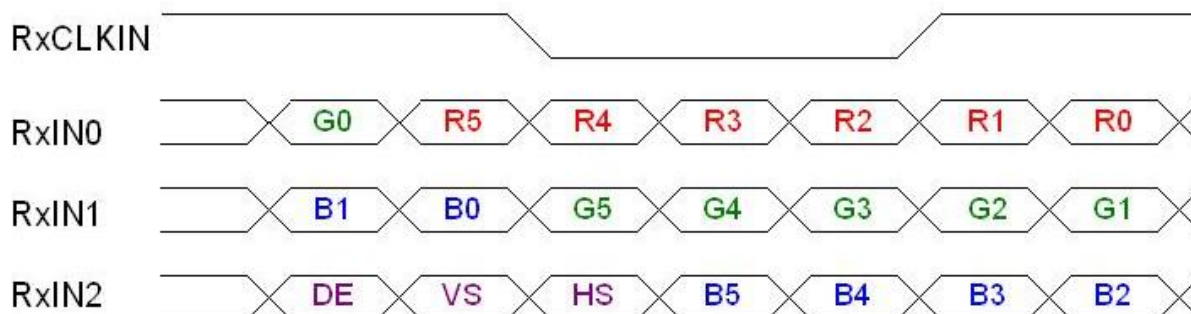 RxCLKIN
RxIN0 G0 R5 R4 R3 R2 R1 R0
RxIN1 B1 B0 G5 G4 G3 G2 G1
RxIN2 DE VS HS B5 B4 B3 B2